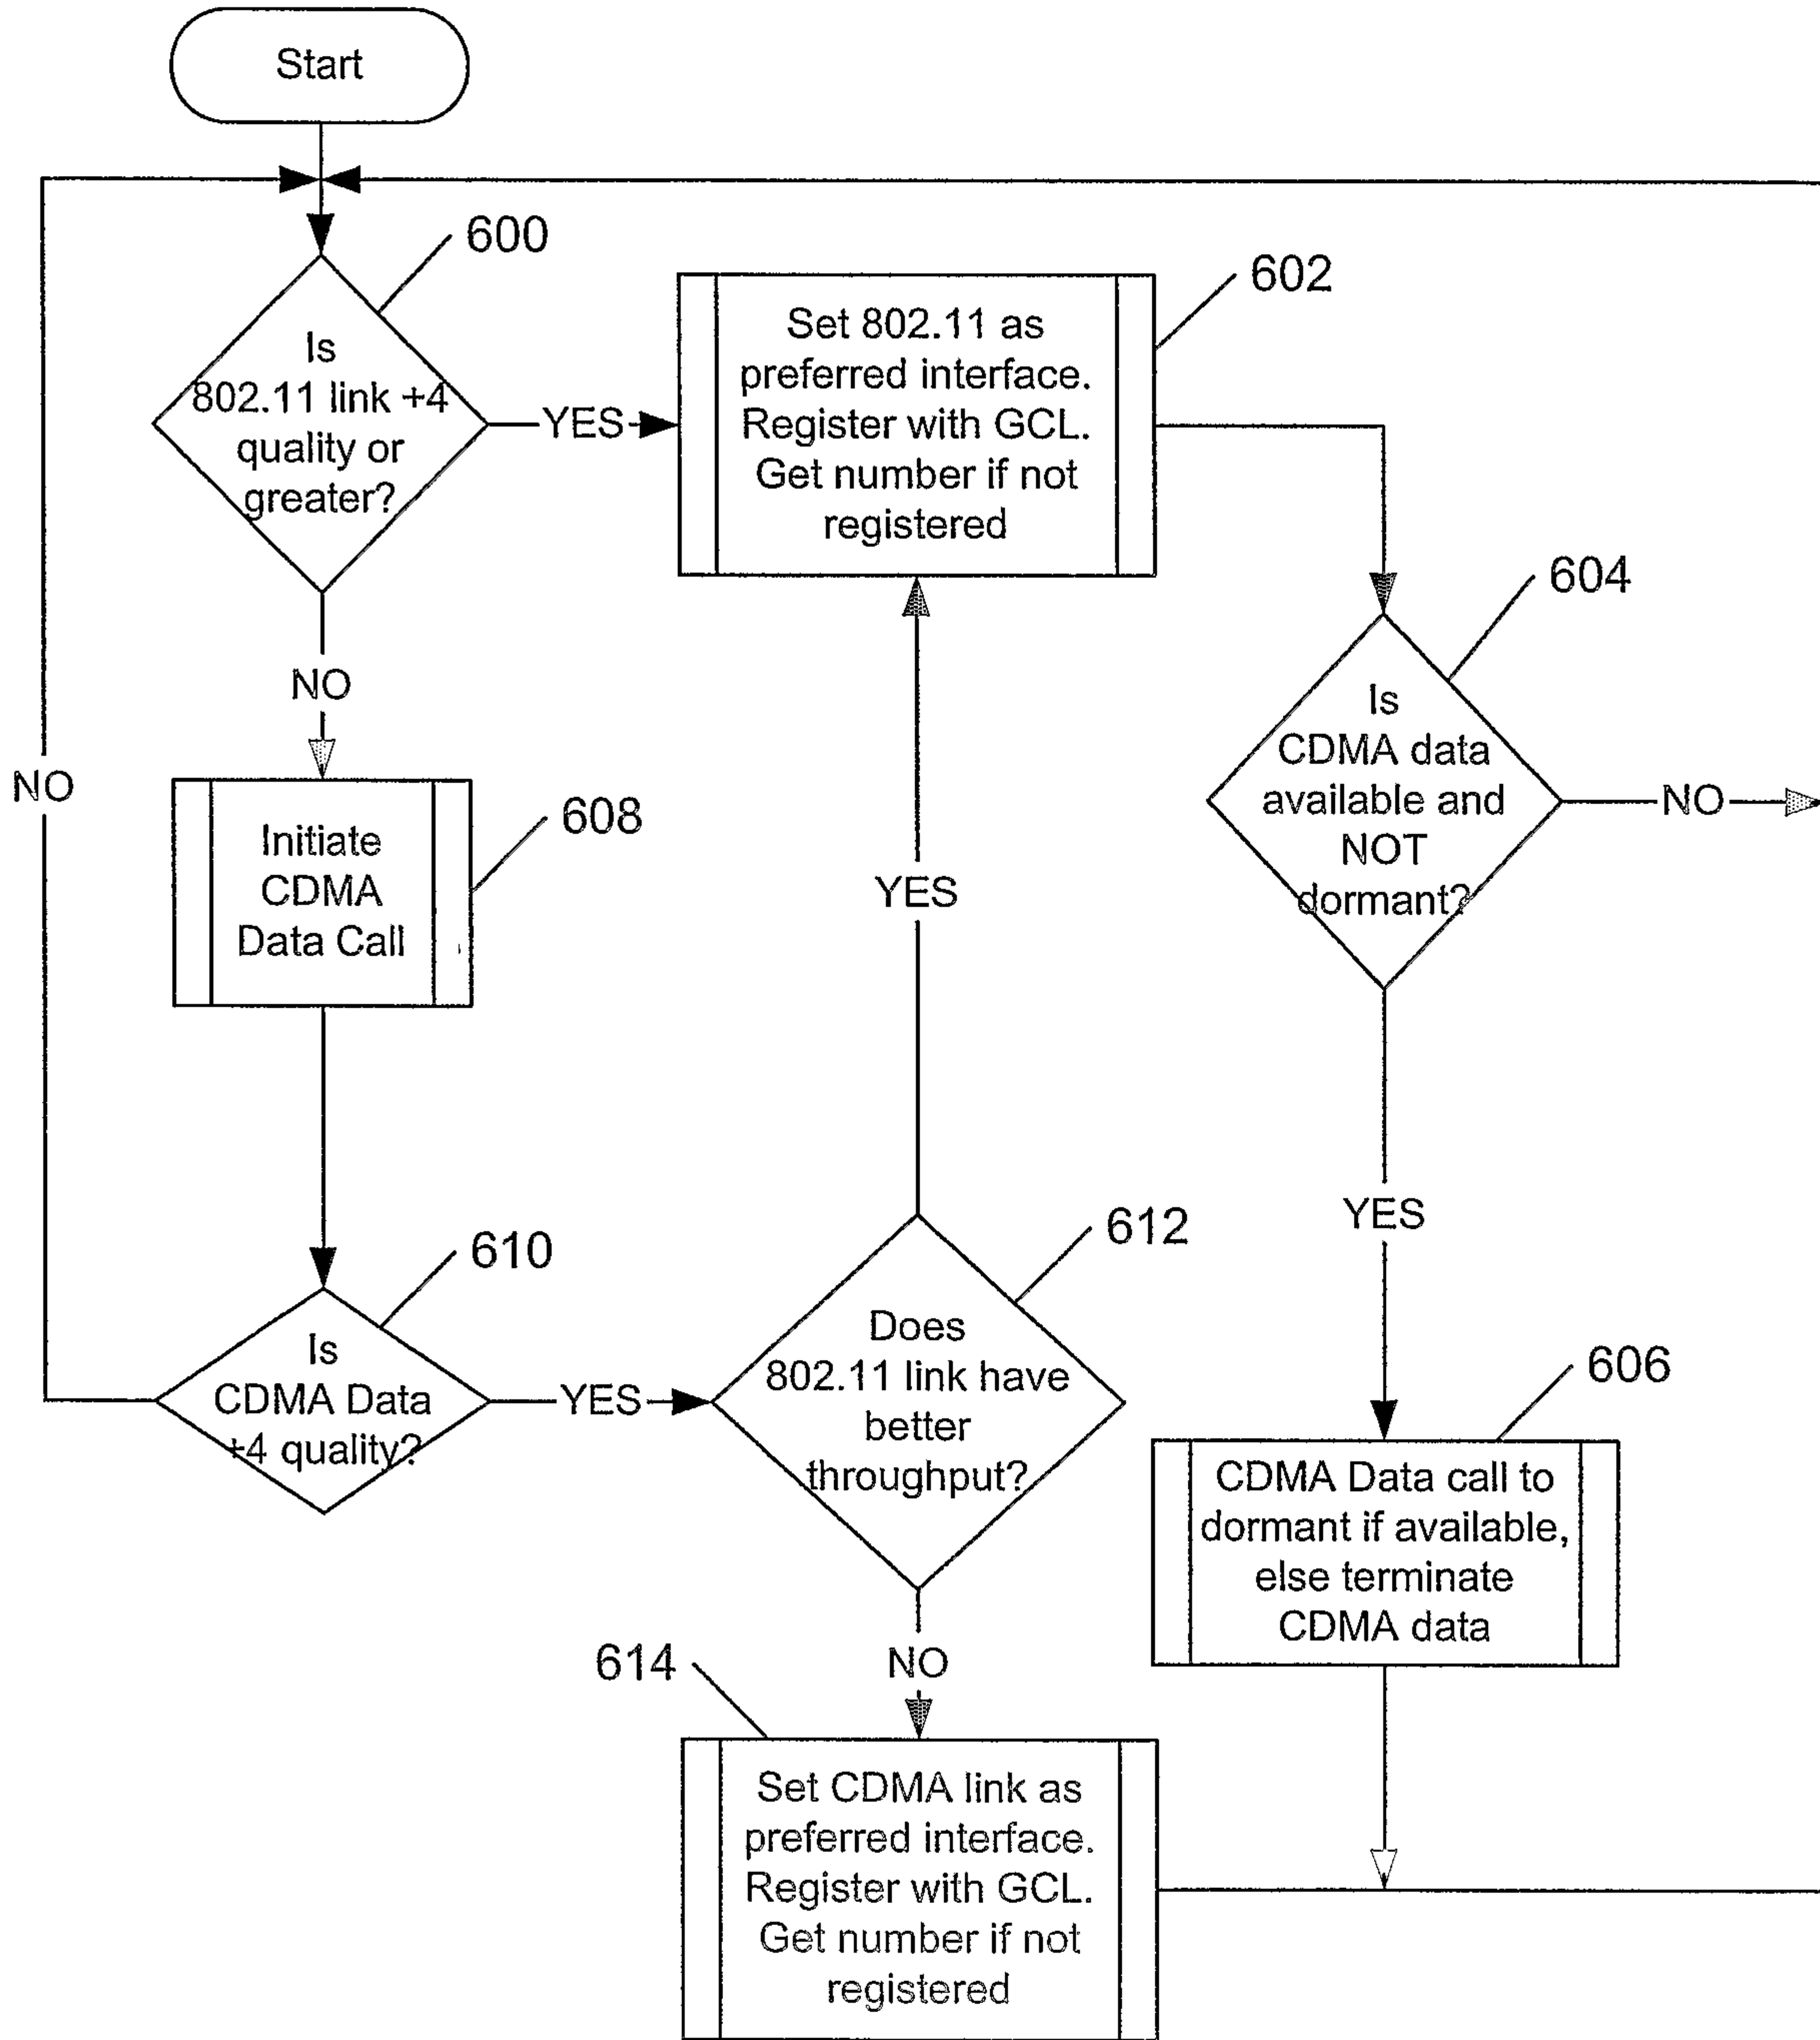 Start
600
Is
802.11 link +4
quality or
greater?
YES
602
Set 802.11 as
preferred interface.
Register with GCL.
Get number if not
registered
604
Is
CDMA data
available and
NOT
dormant?
NO
NO
NO
608
Initiate
CDMA
Data Call
YES
YES
610
Is
CDMA Data
+4 quality?
YES
612
Does
802.11 link have
better
throughput?
606
CDMA Data call to
dormant if available,
else terminate
CDMA data
NO
614
Set CDMA link as
preferred interface.
Register with GCL.
Get number if not
registered